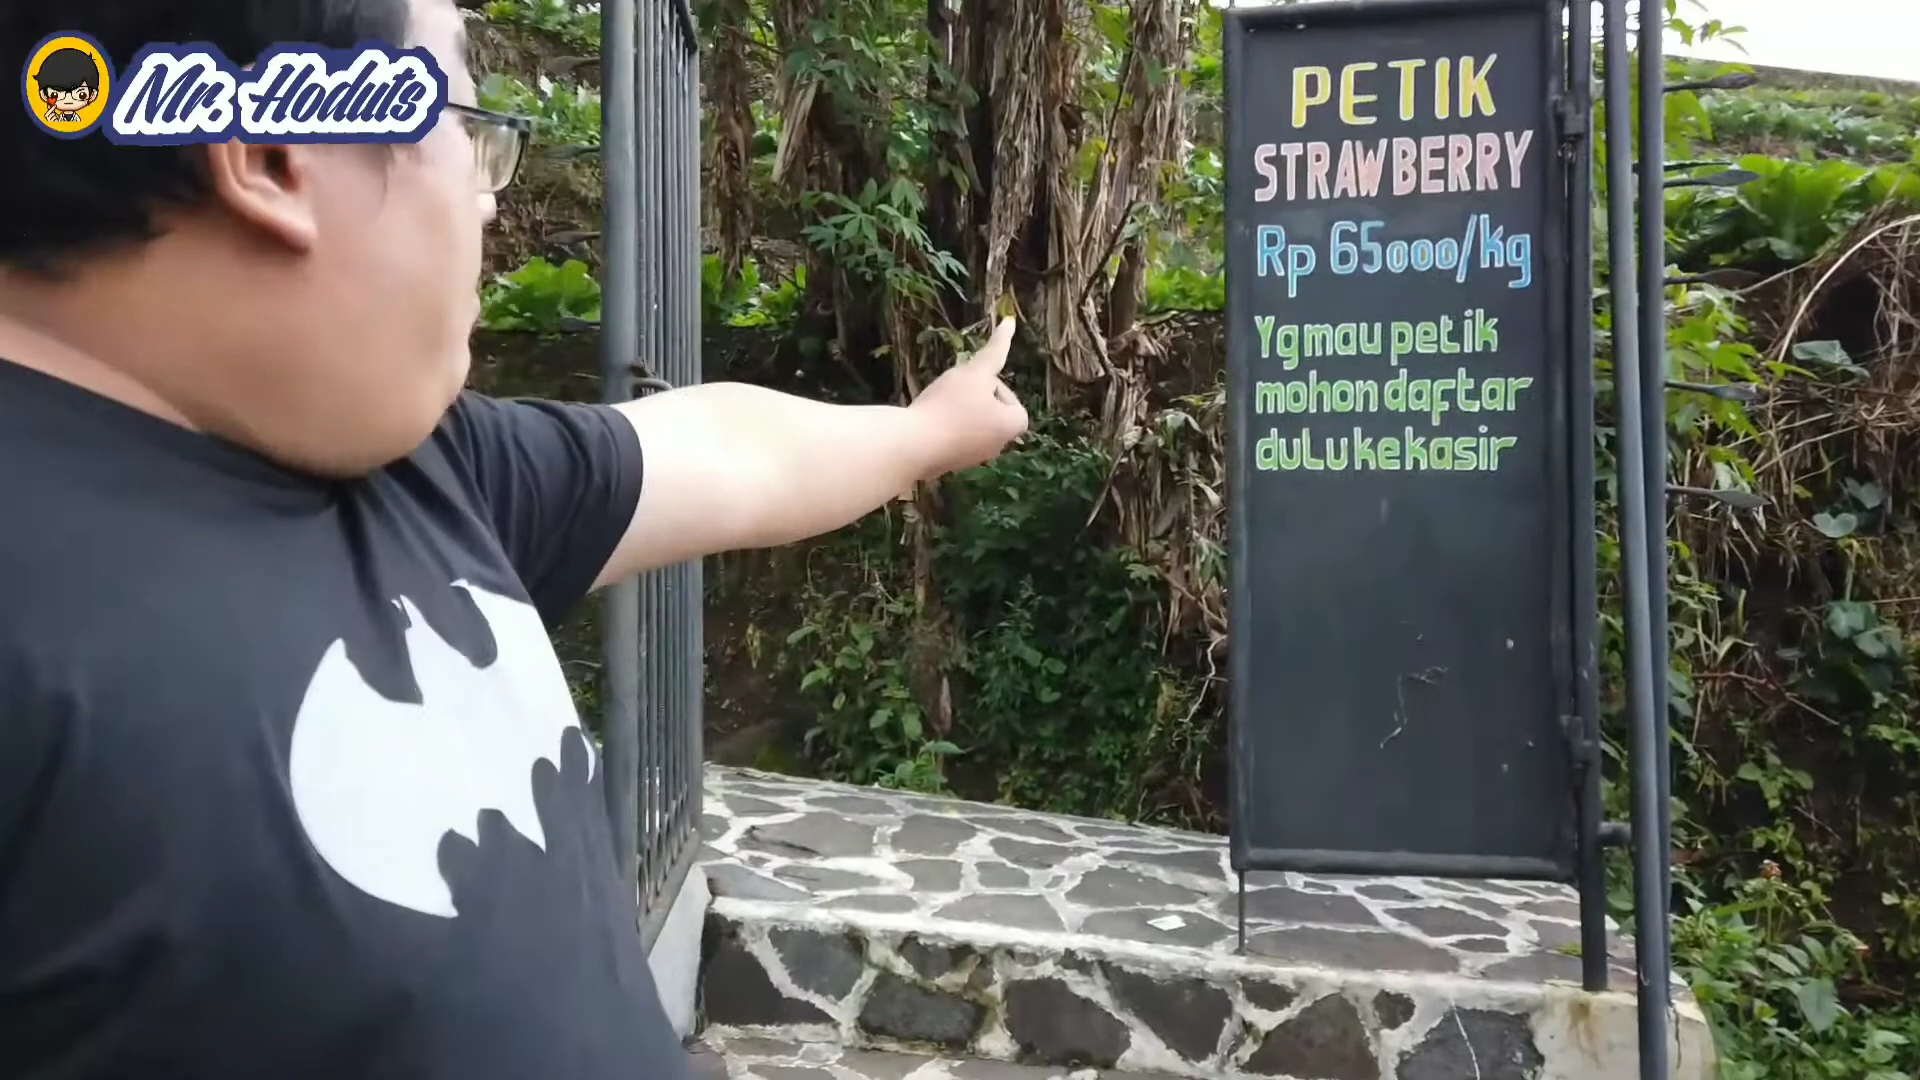 Mr. Hoduts
PETIK
STRAWBERRY
Rp 65000/kg
Yg mau petik
mohon daftar
dulu ke kasir